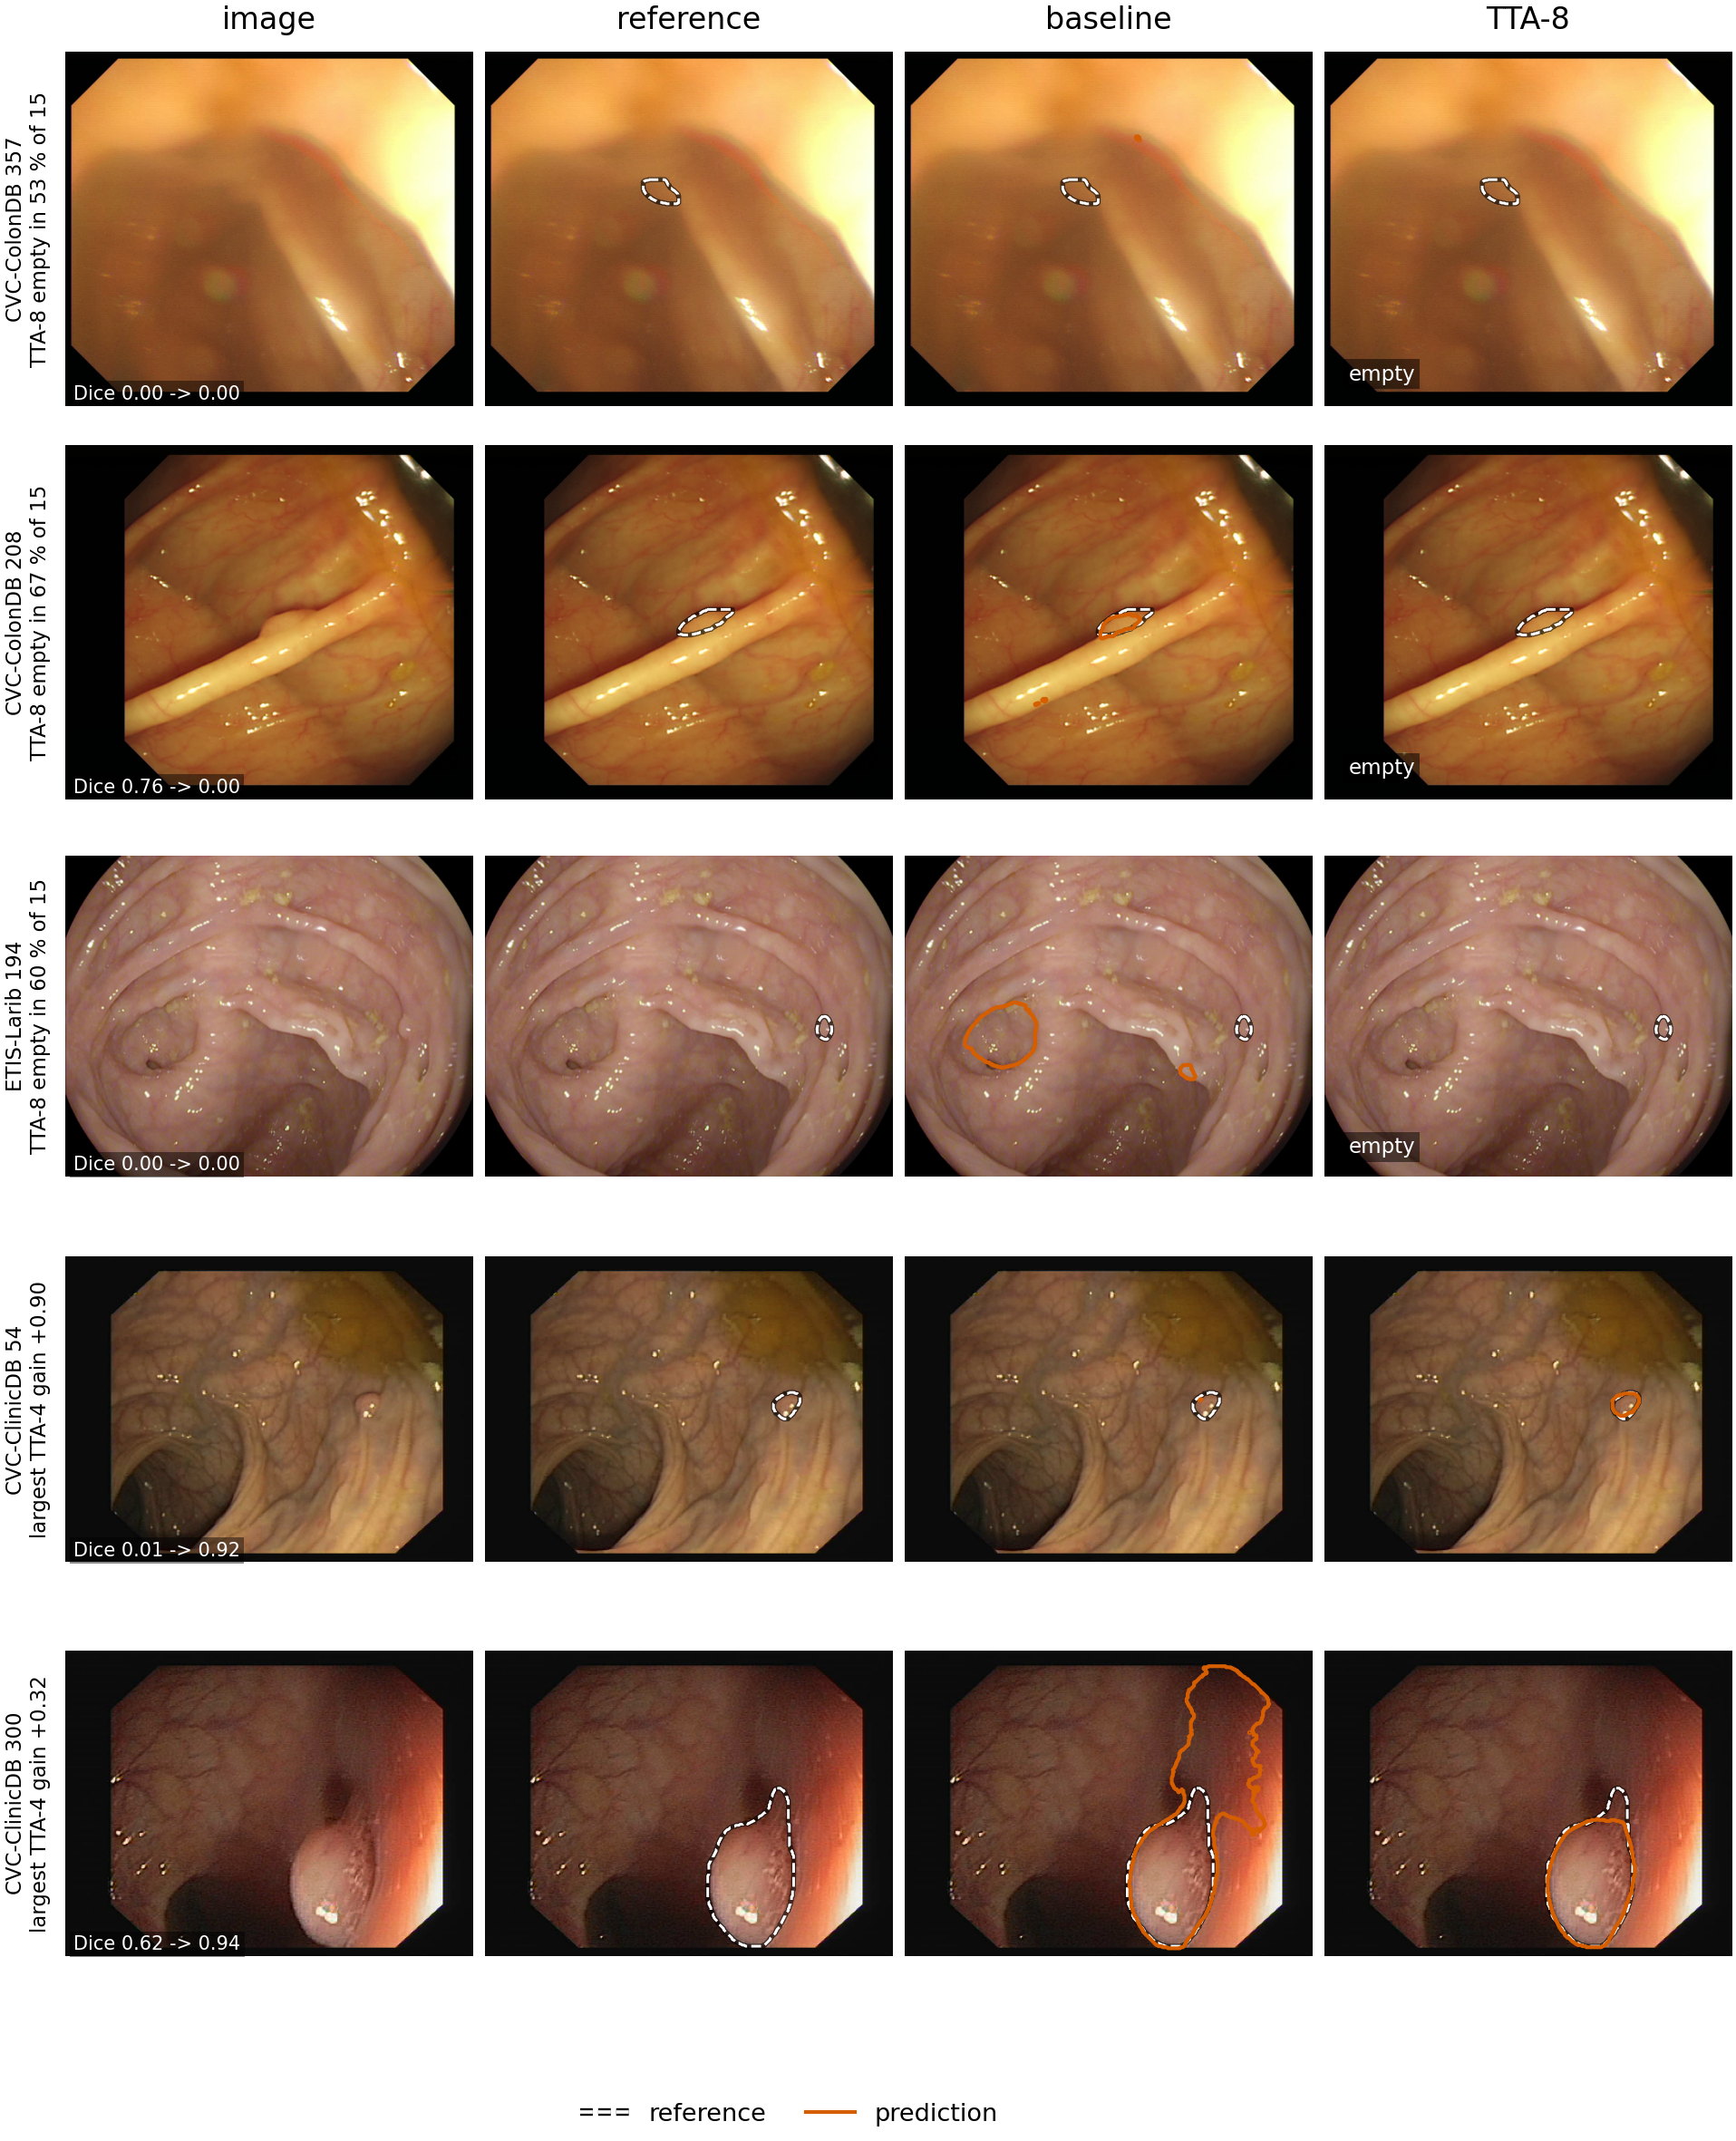 image
reference
baseline
TTA-8
CVC-ColonDB 357
TTA-8 empty in 53 % of 15
Dice 0.00 -> 0.00
empty
CVC-ColonDB 208
TTA-8 empty in 67 % of 15
Dice 0.76 -> 0.00
empty
ETIS-Larib 194
TTA-8 empty in 60 % of 15
Dice 0.00 -> 0.00
empty
CVC-ClinicDB 54
largest TTA-4 gain +0.90
Dice 0.01 -> 0.92
CVC-ClinicDB 300
largest TTA-4 gain +0.32
Dice 0.62 -> 0.94
reference
prediction